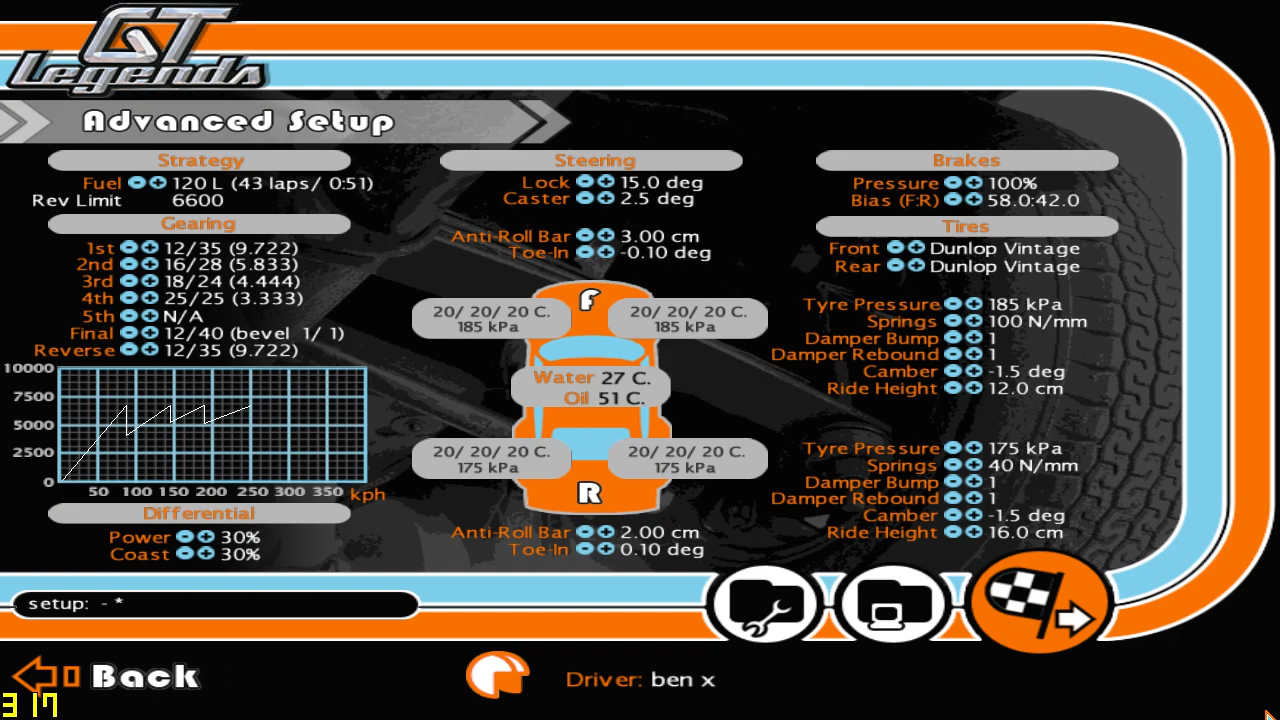 GT
Legends
Advanced Setup
Strategy
Fuel 120 L (43 laps/ 0:51)
Rev Limit 6600
Gearing
1st 12/35 (9.722)
2nd 16/28 (5.833)
3rd 18/24 (4.444)
4th 25/25 (3.333)
5th N/A
Final 12/40 (bevel 1/ 1)
Reverse 12/35 (9.722)
10000
7500
5000
2500
0
50 100 150 200 250 300 350 kph
Differential
Power 30%
Coast 30%
Steering
Lock 15.0 deg
Caster 2.5 deg
Anti-Roll Bar 3.00 cm
Toe-In -0.10 deg
F
20/ 20/ 20 C.
185 kPa
20/ 20/ 20 C.
185 kPa
Water 27 C.
Oil 51 C.
20/ 20/ 20 C.
175 kPa
20/ 20/ 20 C.
175 kPa
R
Anti-Roll Bar 2.00 cm
Toe-In 0.10 deg
Brakes
Pressure 100%
Bias (F:R) 58.0:42.0
Tires
Front Dunlop Vintage
Rear Dunlop Vintage
Tyre Pressure 185 kPa
Springs 100 N/mm
Damper Bump 1
Damper Rebound 1
Camber -1.5 deg
Ride Height 12.0 cm
Tyre Pressure 175 kPa
Springs 40 N/mm
Damper Bump 1
Damper Rebound 1
Camber -1.5 deg
Ride Height 16.0 cm
setup: - *
Back
Driver: ben x
317